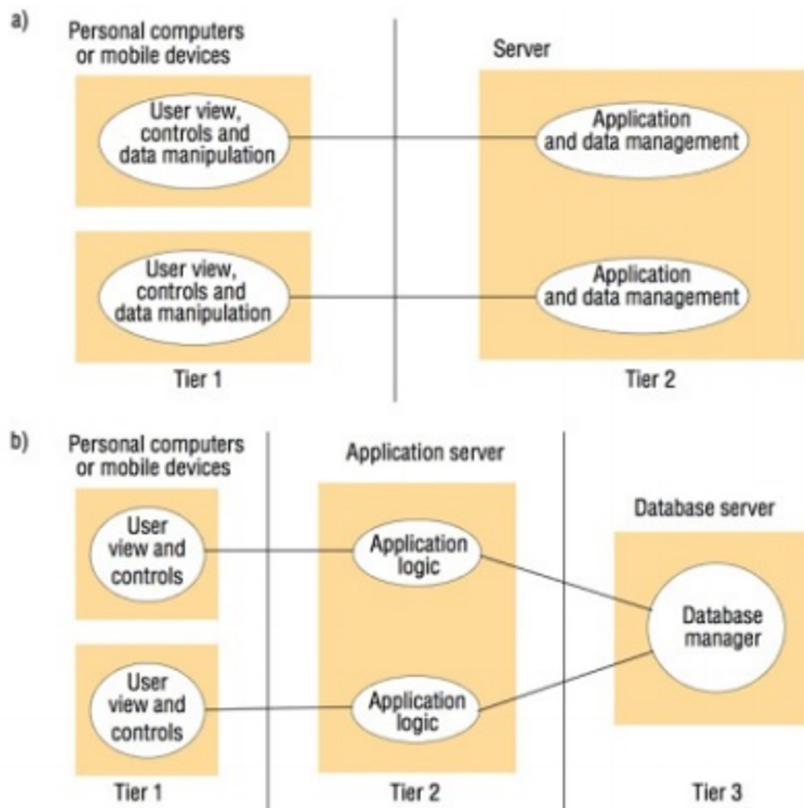 a)
Personal computers
or mobile devices
Server
User view,
controls and
data manipulation
Application
and data management
User view,
controls and
data manipulation
Application
and data management
Tier 1
Tier 2
b)
Personal computers
or mobile devices
Application server
Database server
User
view and
controls
Application
logic
Database
manager
User
view and
controls
Application
logic
Tier 1
Tier 2
Tier 3